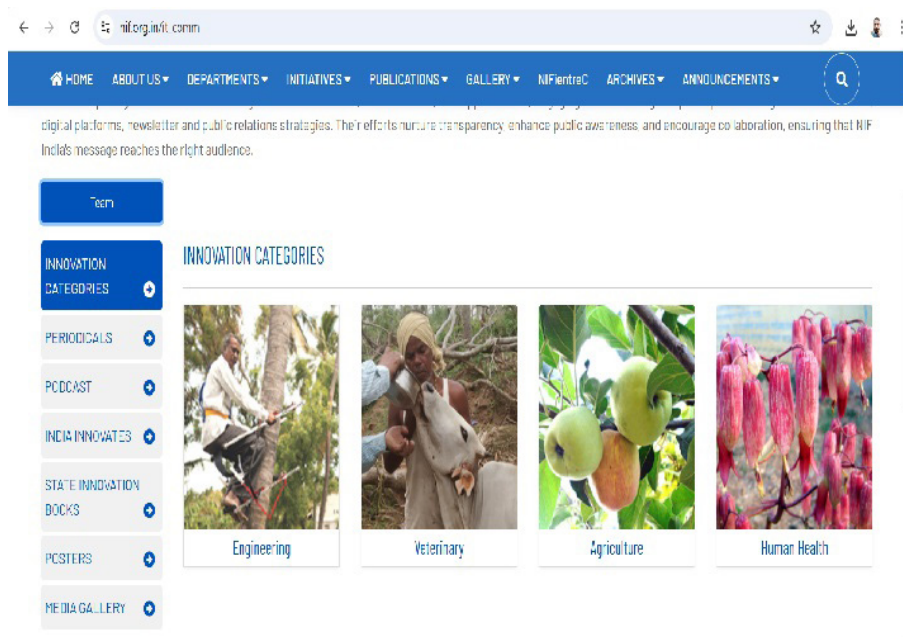 nif.org.in/it_comm
HOME ABOUT US DEPARTMENTS INITIATIVES PUBLICATIONS GALLERY NIFientreC ARCHIVES ANNOUNCEMENTS
digital platforms, newsletter and public relations strategies. Their efforts nurture transparency, enhance public awareness, and encourage collaboration, ensuring that NIF
India's message reaches the right audience.
Team
INNOVATION
CATEGORIES
INNOVATION CATEGORIES
PERIODICALS
PODCAST
INDIA INNOVATES
STATE INNOVATION
BOOKS
POSTERS
MEDIA GALLERY
Engineering Veterinary Agriculture Human Health